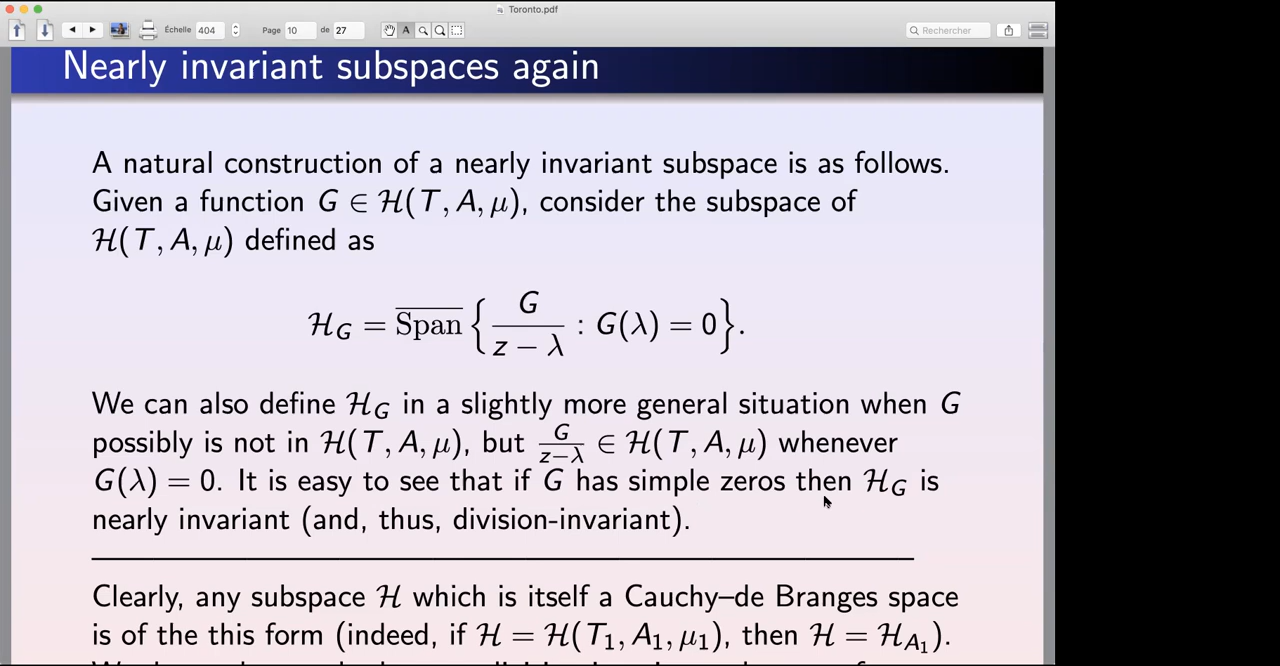 Toronto.pdf
Échelle 404 Page 10 de 27 Rechercher
Nearly invariant subspaces again
A natural construction of a nearly invariant subspace is as follows.
Given a function G ∈ ℋ(T, A, μ), consider the subspace of
ℋ(T, A, μ) defined as
ℋ_G = \overline{Span} { \frac{G}{z − λ} : G(λ) = 0 }.
We can also define ℋ_G in a slightly more general situation when G
possibly is not in ℋ(T, A, μ), but \frac{G}{z−λ} ∈ ℋ(T, A, μ) whenever
G(λ) = 0. It is easy to see that if G has simple zeros then ℋ_G is
nearly invariant (and, thus, division-invariant).
Clearly, any subspace ℋ which is itself a Cauchy–de Branges space
is of the this form (indeed, if ℋ = ℋ(T₁, A₁, μ₁), then ℋ = ℋ_{A₁}).